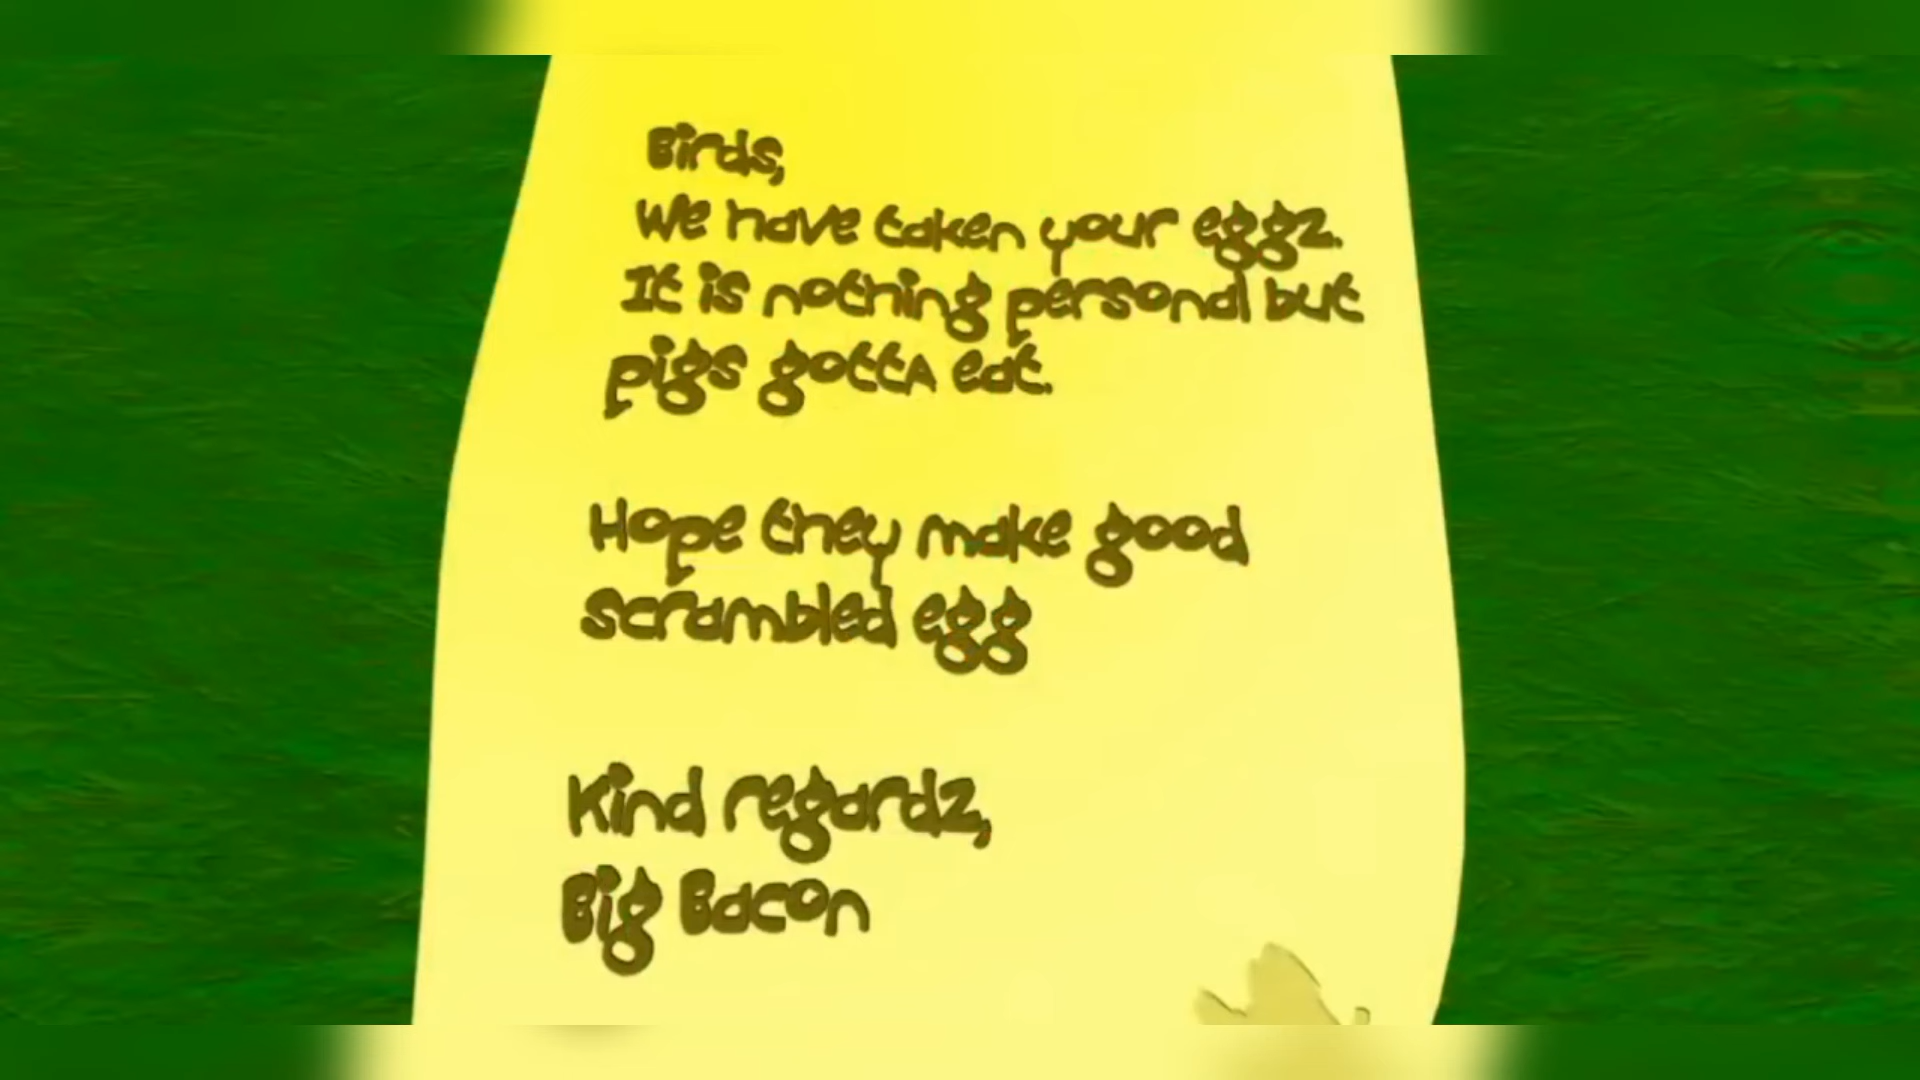 Birds,
We have taken your eggz.
It is nothing personal but
pigs gotta eat.
Hope they make good
scrambled egg
Kind regardz,
Big Bacon